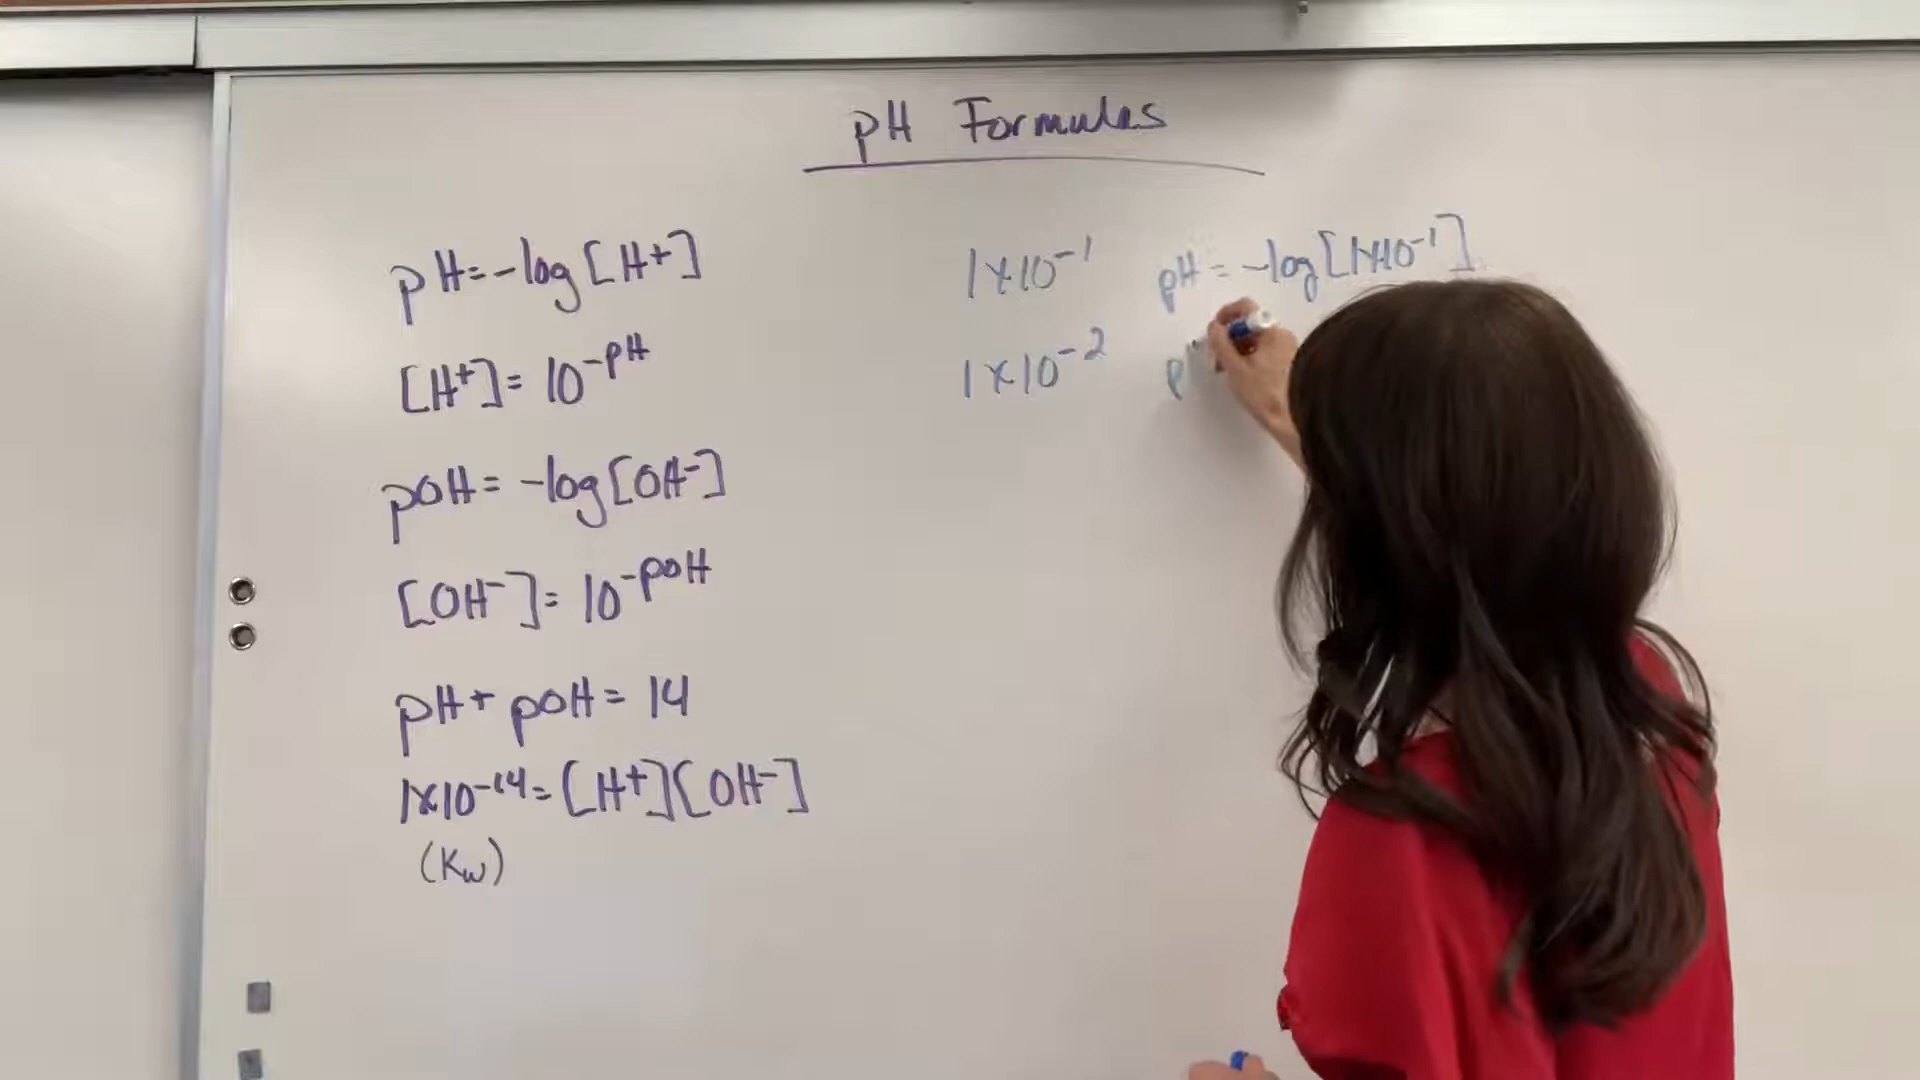 pH Formulas
pH = -log[H+]
[H+] = 10^-pH
pOH = -log[OH-]
[OH-] = 10^-pOH
pH + pOH = 14
1x10^-14 = [H+][OH-]
(Kw)
1x10^-1 pH = -log[1x10^-1]
1x10^-2 p